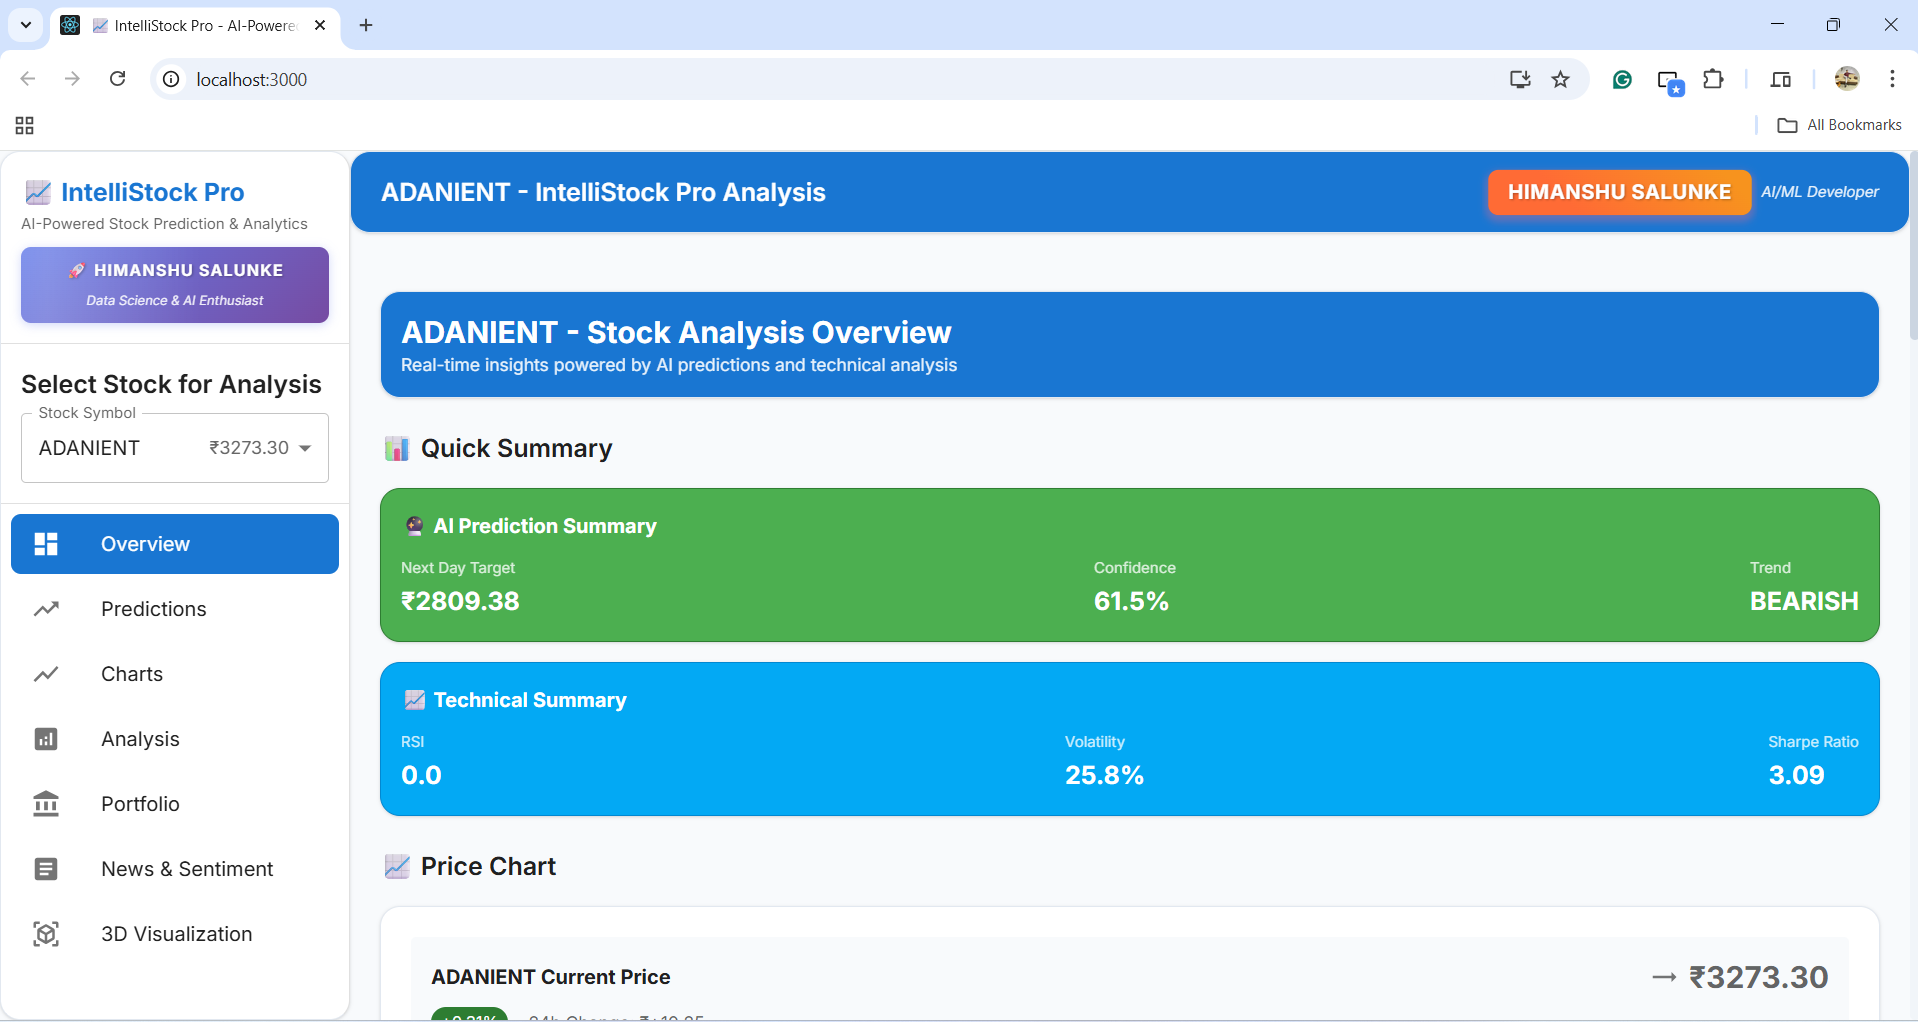 IntelliStock Pro - AI-Powere
localhost:3000
All Bookmarks
IntelliStock Pro
AI-Powered Stock Prediction & Analytics
HIMANSHU SALUNKE
Data Science & AI Enthusiast
Select Stock for Analysis
Stock Symbol
ADANIENT ₹3273.30
Overview
Predictions
Charts
Analysis
Portfolio
News & Sentiment
3D Visualization
ADANIENT - IntelliStock Pro Analysis
HIMANSHU SALUNKE AI/ML Developer
ADANIENT - Stock Analysis Overview
Real-time insights powered by AI predictions and technical analysis
Quick Summary
AI Prediction Summary
Next Day Target Confidence Trend
₹2809.38 61.5% BEARISH
Technical Summary
RSI Volatility Sharpe Ratio
0.0 25.8% 3.09
Price Chart
ADANIENT Current Price → ₹3273.30
24h Change: